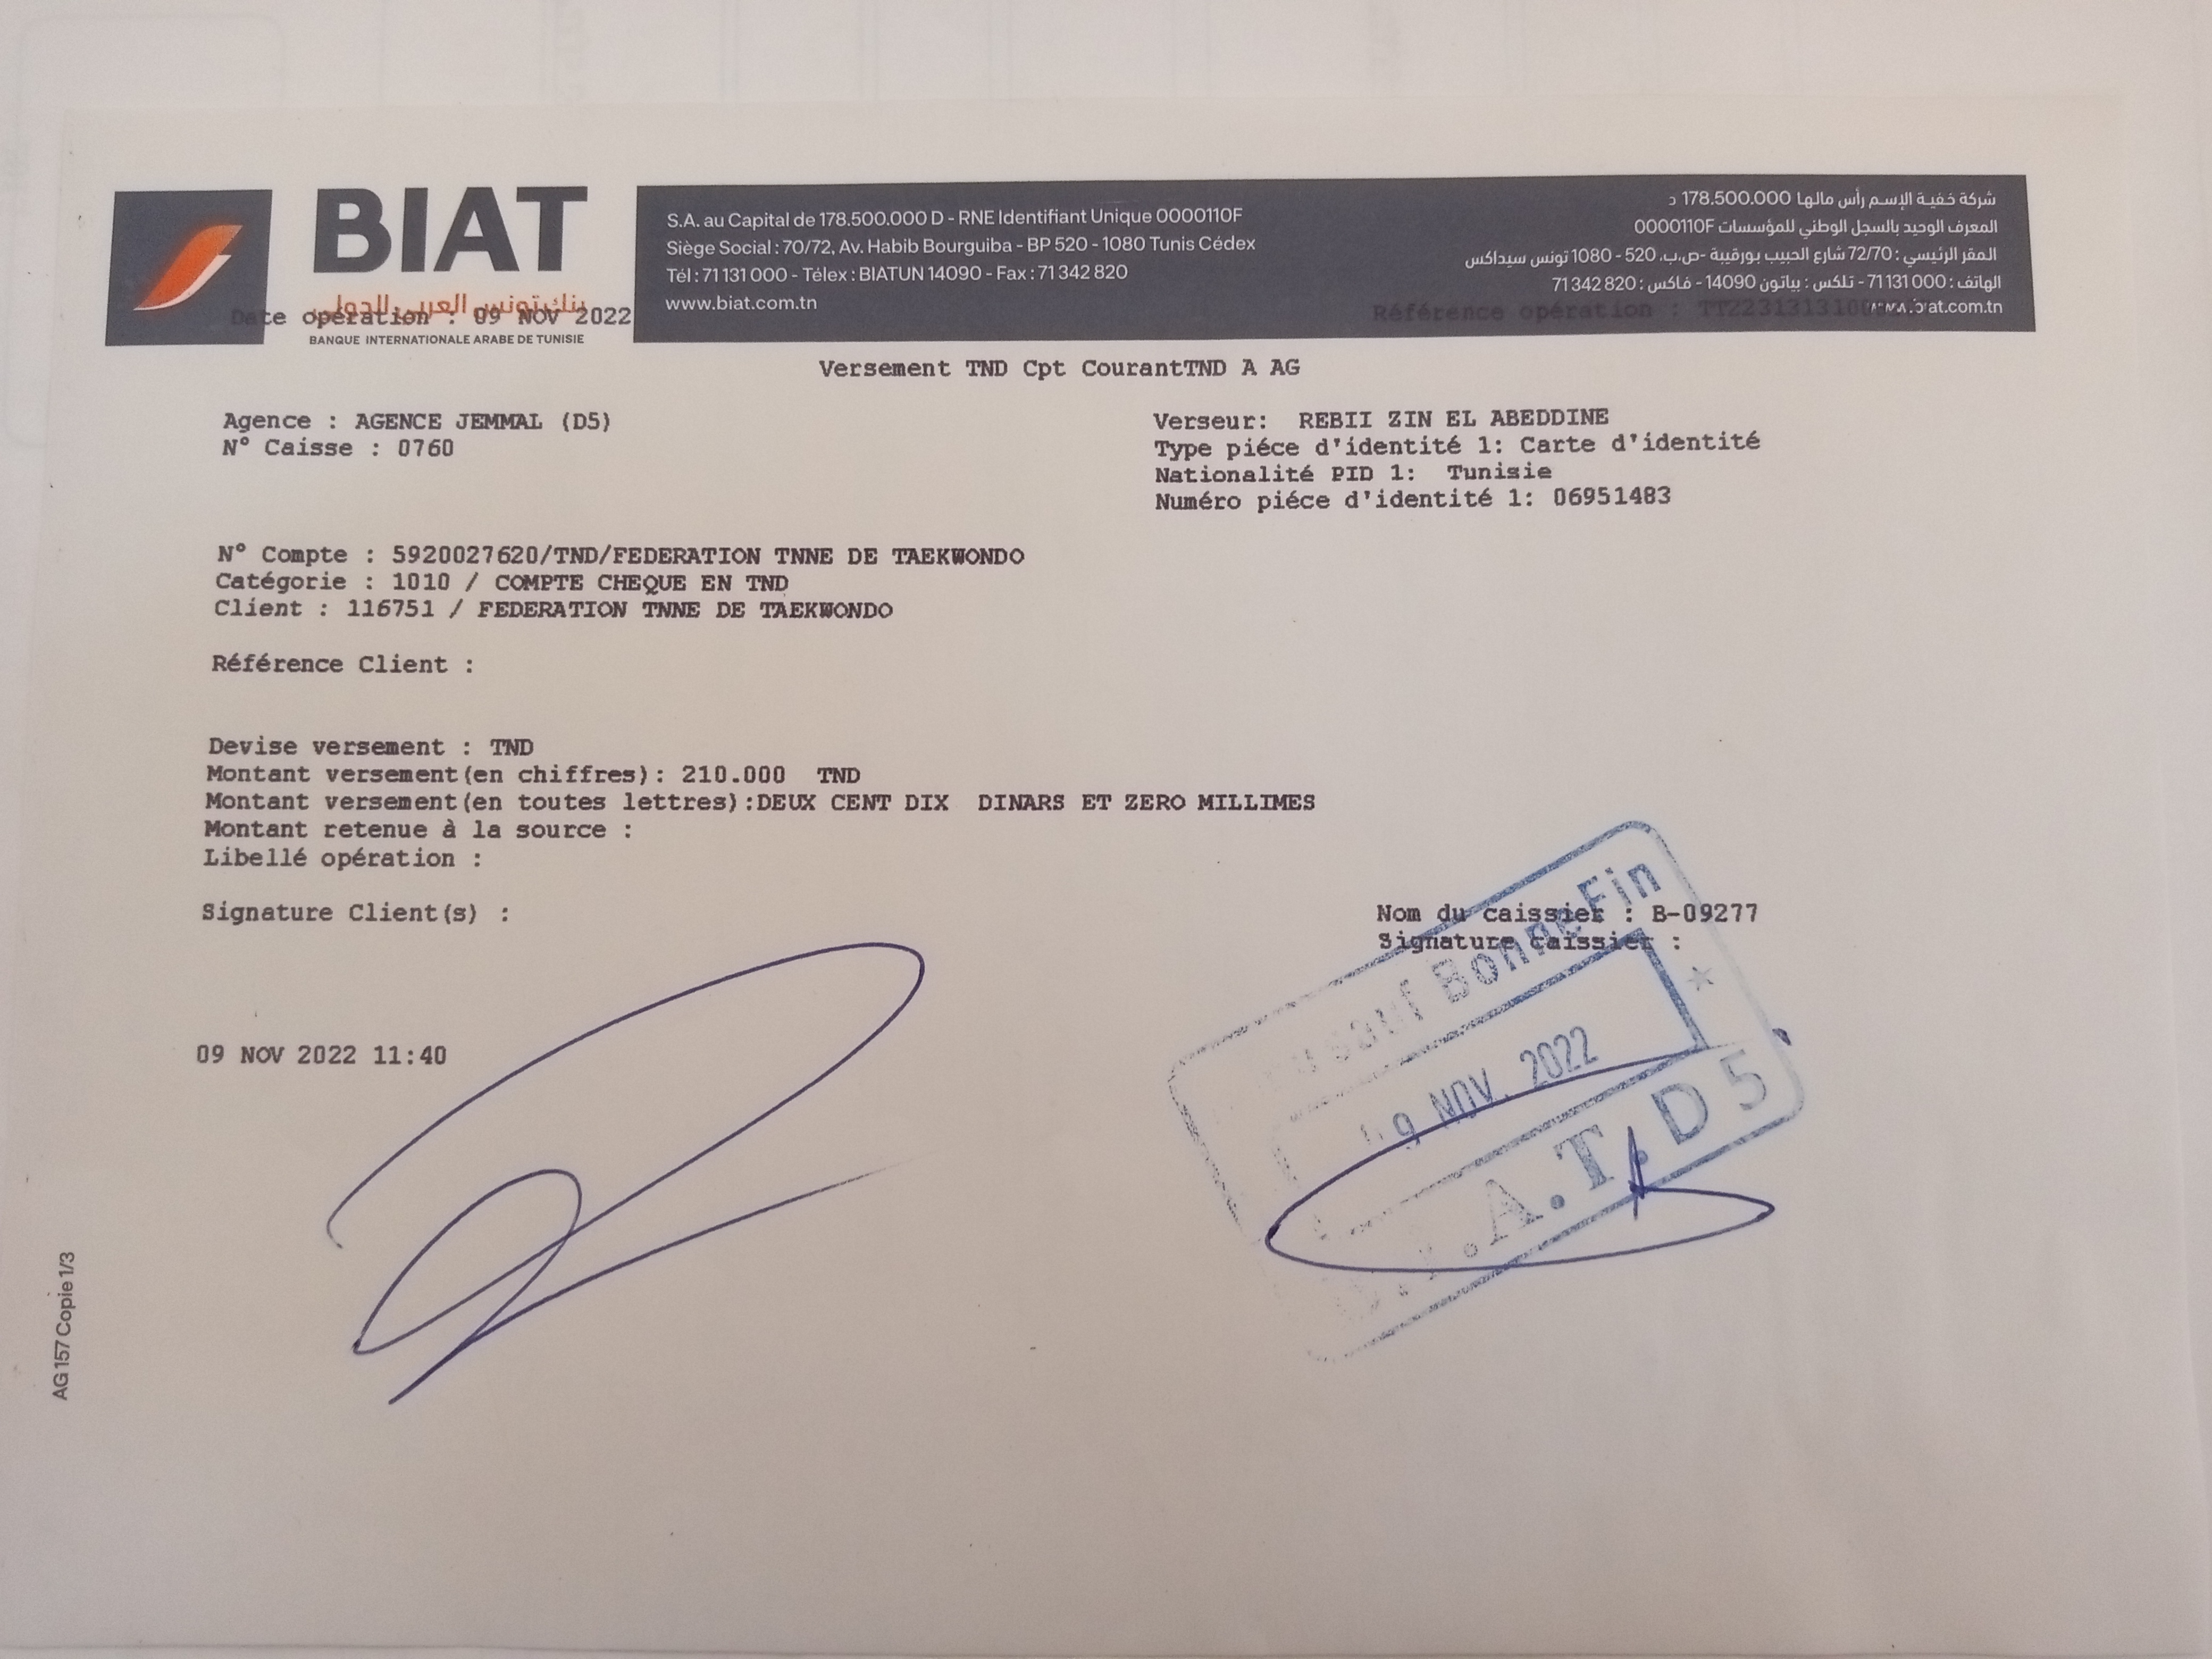 BIAT
بنك تونس العربي الدولي
BANQUE INTERNATIONALE ARABE DE TUNISIE
S.A. au Capital de 178.500.000 D - RNE Identifiant Unique 0000110F
Siège Social : 70/72, Av. Habib Bourguiba - BP 520 - 1080 Tunis Cédex
Tél : 71 131 000 - Télex : BIATUN 14090 - Fax : 71 342 820
www.biat.com.tn
شركة خفية الإسم رأس مالها 178.500.000 د
المعرف الوحيد بالسجل الوطني للمؤسسات 0000110F
المقر الرئيسي : 72/70 شارع الحبيب بورقيبة -ص.ب. 520 - 1080 تونس سيداكس
الهاتف : 71 131 000 - تلكس : بياتون 14090 - فاكس : 71 342 820
www.biat.com.tn
Date opération : 09 NOV 2022
Référence opération :
Versement TND Cpt CourantTND A AG
Agence : AGENCE JEMMAL (D5)
N° Caisse : 0760
Verseur: REBII ZIN EL ABEDDINE
Type piéce d'identité 1: Carte d'identité
Nationalité PID 1: Tunisie
Numéro piéce d'identité 1: 06951483
N° Compte : 5920027620/TND/FEDERATION TNNE DE TAEKWONDO
Catégorie : 1010 / COMPTE CHEQUE EN TND
Client : 116751 / FEDERATION TNNE DE TAEKWONDO
Référence Client :
Devise versement : TND
Montant versement(en chiffres): 210.000 TND
Montant versement(en toutes lettres):DEUX CENT DIX DINARS ET ZERO MILLIMES
Montant retenue à la source :
Libellé opération :
Signature Client(s) :
Nom du caissier : B-09277
Signature caissier :
Sauf Bonne Fin
9 NOV. 2022
.A.T. D 5
09 NOV 2022 11:40
AG 157 Copie 1/3